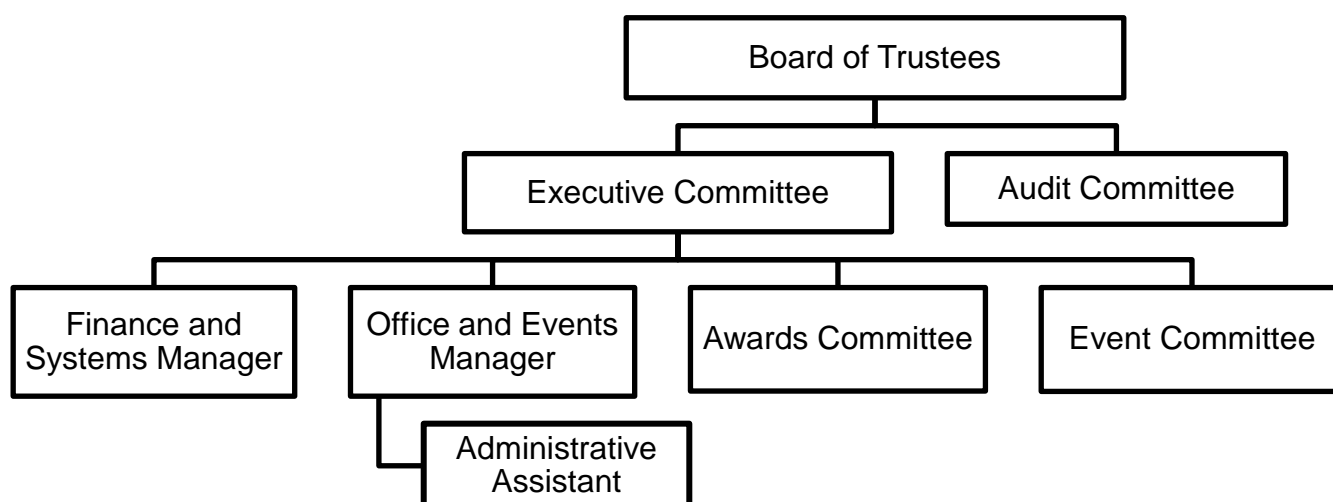 Board of Trustees
Executive Committee
Audit Committee
Finance and
Systems Manager
Office and Events
Manager
Awards Committee
Event Committee
Administrative
Assistant